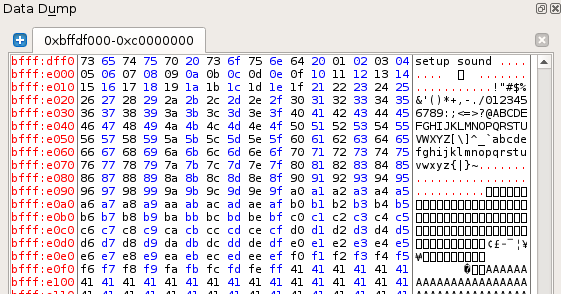 Data Dump
0xbffdf000-0xc0000000
bfff:dff0 73 65 74 75 70 20 73 6f 75 6e 64 20 01 02 03 04 setup sound ....
bfff:e000 05 06 07 08 09 0a 0b 0c 0d 0e 0f 10 11 12 13 14 .... ▯ .......
bfff:e010 15 16 17 18 19 1a 1b 1c 1d 1e 1f 21 22 23 24 25 ...........!"#$%
bfff:e020 26 27 28 29 2a 2b 2c 2d 2e 2f 30 31 32 33 34 35 &'()*+,-./012345
bfff:e030 36 37 38 39 3a 3b 3c 3d 3e 3f 40 41 42 43 44 45 6789:;<=>?@ABCDE
bfff:e040 46 47 48 49 4a 4b 4c 4d 4e 4f 50 51 52 53 54 55 FGHIJKLMNOPQRSTU
bfff:e050 56 57 58 59 5a 5b 5c 5d 5e 5f 60 61 62 63 64 65 VWXYZ[\]^_`abcde
bfff:e060 66 67 68 69 6a 6b 6c 6d 6e 6f 70 71 72 73 74 75 fghijklmnopqrstu
bfff:e070 76 77 78 79 7a 7b 7c 7d 7e 7f 80 81 82 83 84 85 vwxyz{|}~.......
bfff:e080 86 87 88 89 8a 8b 8c 8d 8e 8f 90 91 92 93 94 95 ................
bfff:e090 96 97 98 99 9a 9b 9c 9d 9e 9f a0 a1 a2 a3 a4 a5 ..........▯▯▯▯▯▯
bfff:e0a0 a6 a7 a8 a9 aa ab ac ad ae af b0 b1 b2 b3 b4 b5 ▯▯▯▯▯▯▯▯▯▯▯▯▯▯▯▯
bfff:e0b0 b6 b7 b8 b9 ba bb bc bd be bf c0 c1 c2 c3 c4 c5 ▯▯▯▯▯▯▯▯▯▯▯▯▯▯▯▯
bfff:e0c0 c6 c7 c8 c9 ca cb cc cd ce cf d0 d1 d2 d3 d4 d5 ▯▯▯▯▯▯▯▯▯▯▯▯▯▯▯▯
bfff:e0d0 d6 d7 d8 d9 da db dc dd de df e0 e1 e2 e3 e4 e5 ▯▯▯▯▯▯▯▯▯▯¢£-¯¦¥
bfff:e0e0 e6 e7 e8 e9 ea eb ec ed ee ef f0 f1 f2 f3 f4 f5 ¥▯▯▯▯▯▯▯▯▯
bfff:e0f0 f6 f7 f8 f9 fa fb fc fd fe ff 41 41 41 41 41 41 �▯▯AAAAAA
bfff:e100 41 41 41 41 41 41 41 41 41 41 41 41 41 41 41 41 AAAAAAAAAAAAAAAA